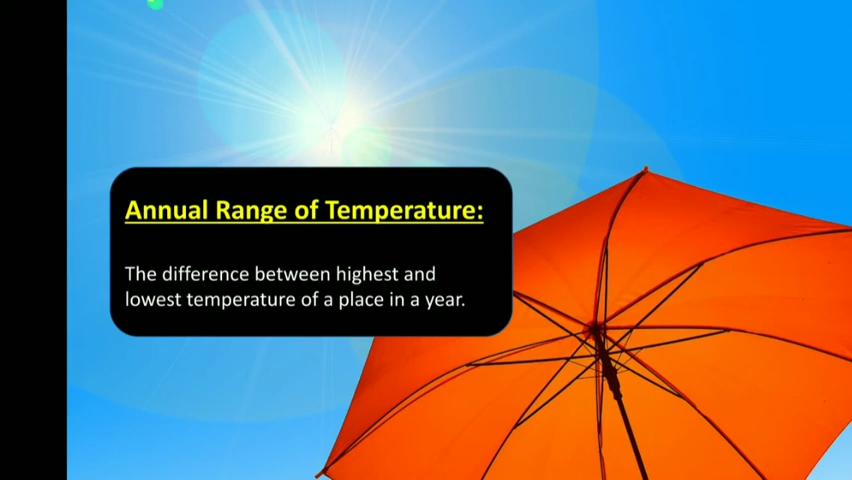 Annual Range of Temperature:
The difference between highest and
lowest temperature of a place in a year.